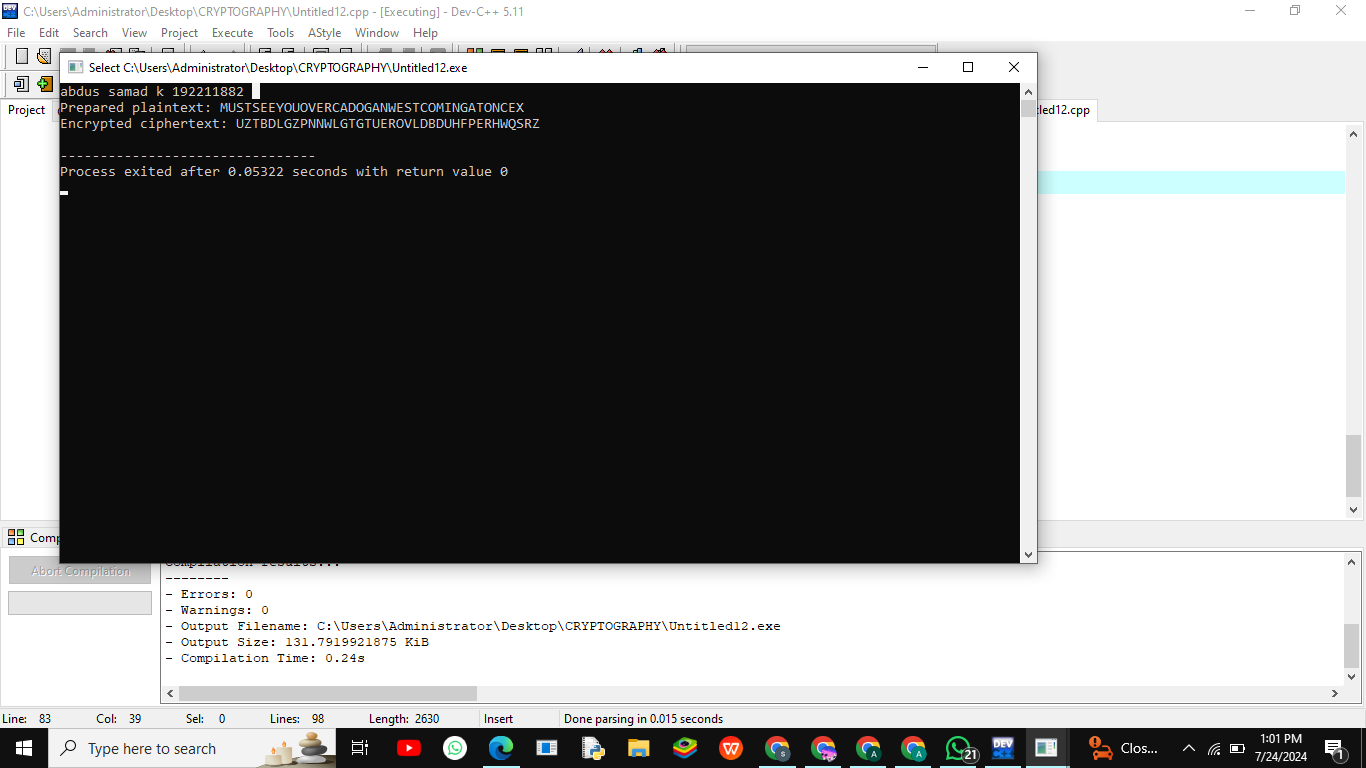 C:\Users\Administrator\Desktop\CRYPTOGRAPHY\Untitled12.cpp - [Executing] - Dev-C++ 5.11
File Edit Search View Project Execute Tools AStyle Window Help
Select C:\Users\Administrator\Desktop\CRYPTOGRAPHY\Untitled12.exe
abdus samad k 192211882
Prepared plaintext: MUSTSEEYOUOVERCADOGANWESTCOMINGATONCEX
Encrypted ciphertext: UZTBDLGZPNNWLGTGTUEROVLDBDUHFPERHWQSRZ
--------------------------------
Process exited after 0.05322 seconds with return value 0
Project
tled12.cpp
Comp
Abort Compilation
Compilation results...
--------
- Errors: 0
- Warnings: 0
- Output Filename: C:\Users\Administrator\Desktop\CRYPTOGRAPHY\Untitled12.exe
- Output Size: 131.7919921875 KiB
- Compilation Time: 0.24s
Line: 83 Col: 39 Sel: 0 Lines: 98 Length: 2630 Insert Done parsing in 0.015 seconds
Type here to search
21
DEV
Clos...
1:01 PM
7/24/2024
1